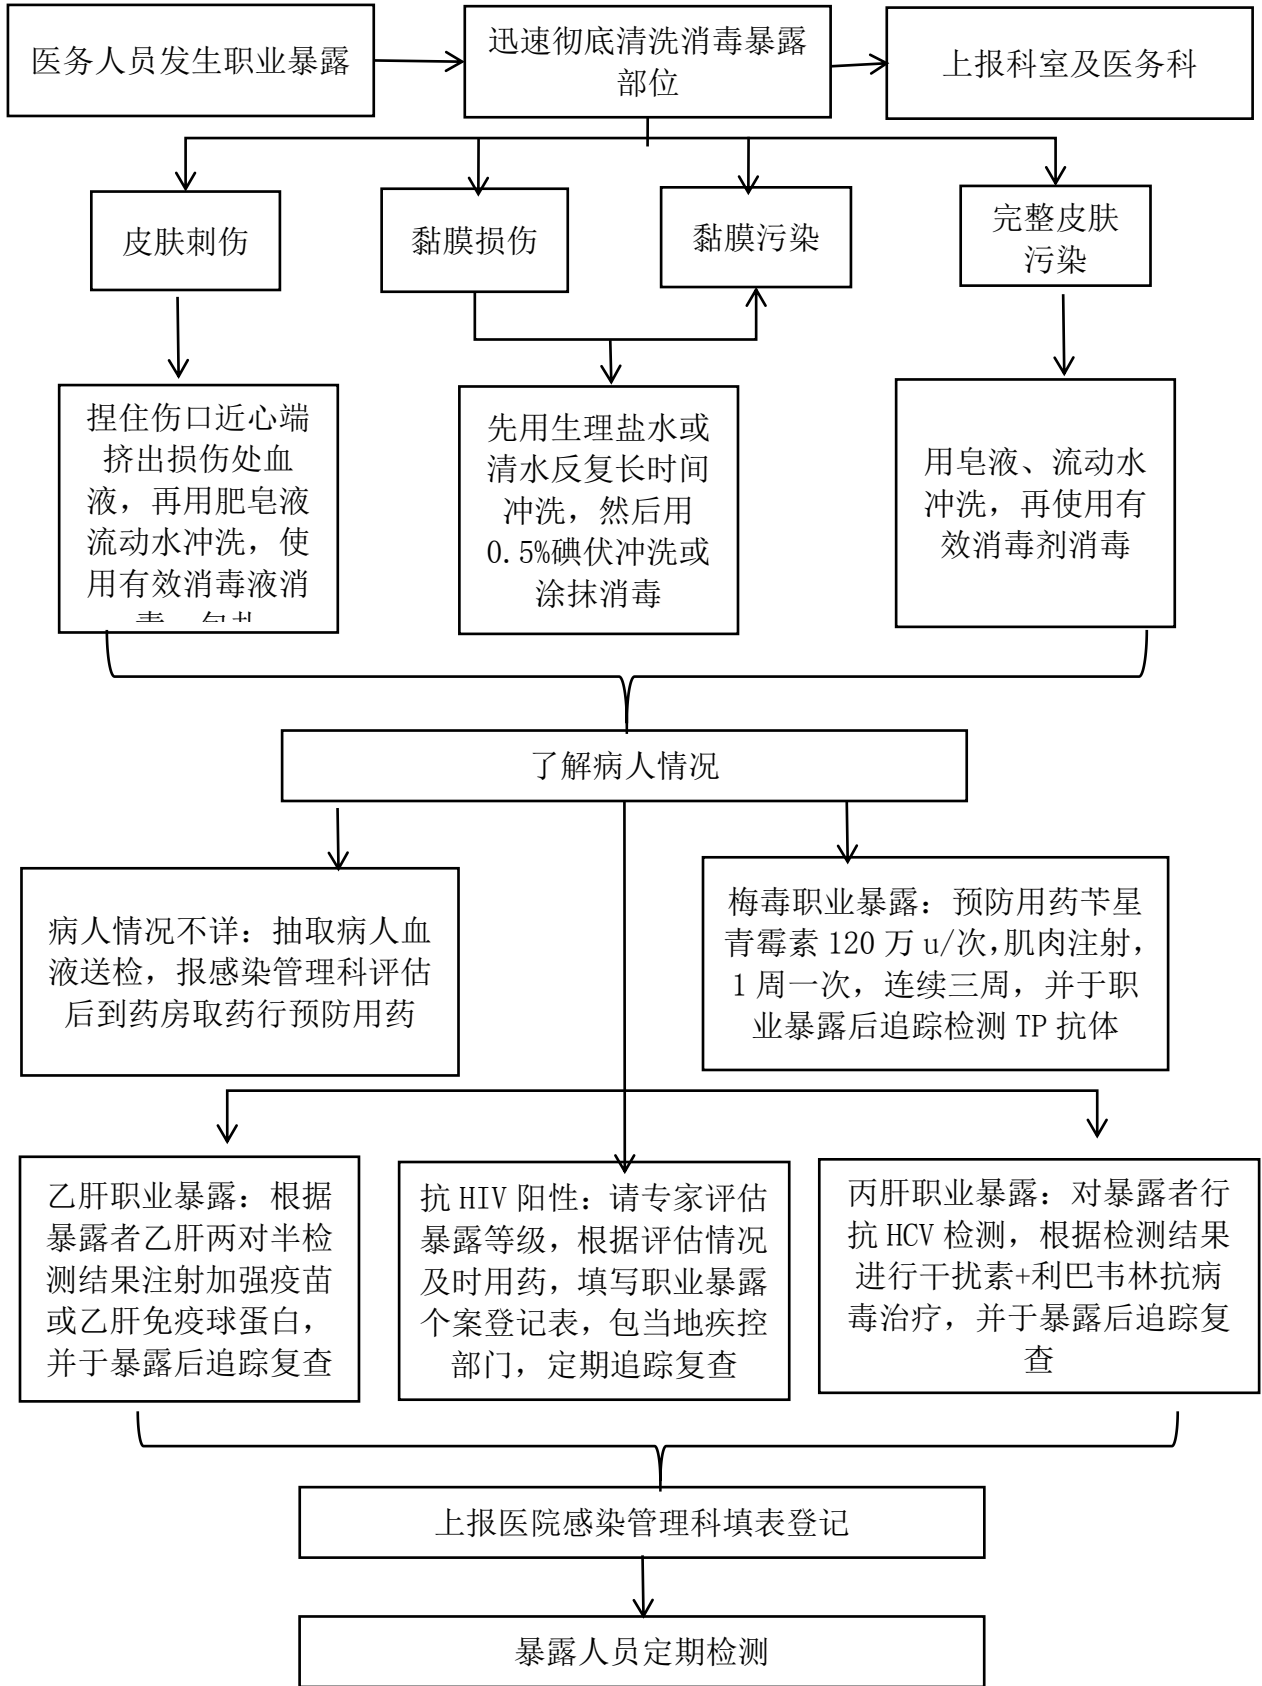 医务人员发生职业暴露
迅速彻底清洗消毒暴露
部位
上报科室及医务科
皮肤刺伤
黏膜损伤
黏膜污染
完整皮肤
污染
捏住伤口近心端
挤出损伤处血
液，再用肥皂液
流动水冲洗，使
用有效消毒液消
先用生理盐水或
清水反复长时间
冲洗，然后用
0.5%碘伏冲洗或
涂抹消毒
用皂液、流动水
冲洗，再使用有
效消毒剂消毒
了解病人情况
病人情况不详：抽取病人血
液送检，报感染管理科评估
后到药房取药行预防用药
梅毒职业暴露：预防用药苄星
青霉素 120 万 u/次,肌肉注射，
1 周一次，连续三周，并于职
业暴露后追踪检测 TP 抗体
乙肝职业暴露：根据
暴露者乙肝两对半检
测结果注射加强疫苗
或乙肝免疫球蛋白，
并于暴露后追踪复查
抗 HIV 阳性：请专家评估
暴露等级，根据评估情况
及时用药，填写职业暴露
个案登记表，包当地疾控
部门，定期追踪复查
丙肝职业暴露：对暴露者行
抗 HCV 检测，根据检测结果
进行干扰素+利巴韦林抗病
毒治疗，并于暴露后追踪复
查
上报医院感染管理科填表登记
暴露人员定期检测